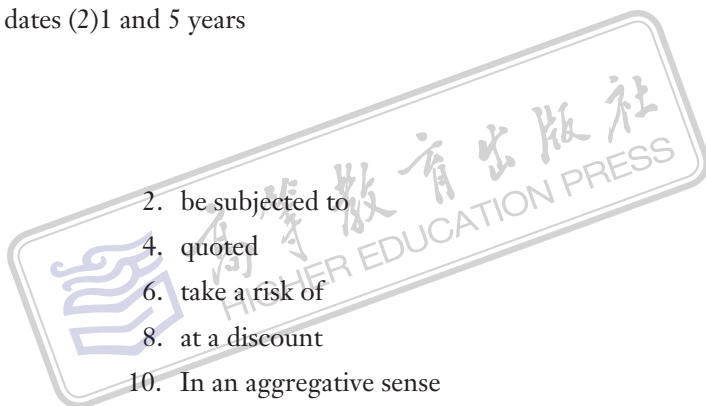 dates (2)1 and 5 years
2. be subjected to
4. quoted
6. take a risk of
8. at a discount
10. In an aggregative sense
高等教育出版社
HIGHER EDUCATION PRESS